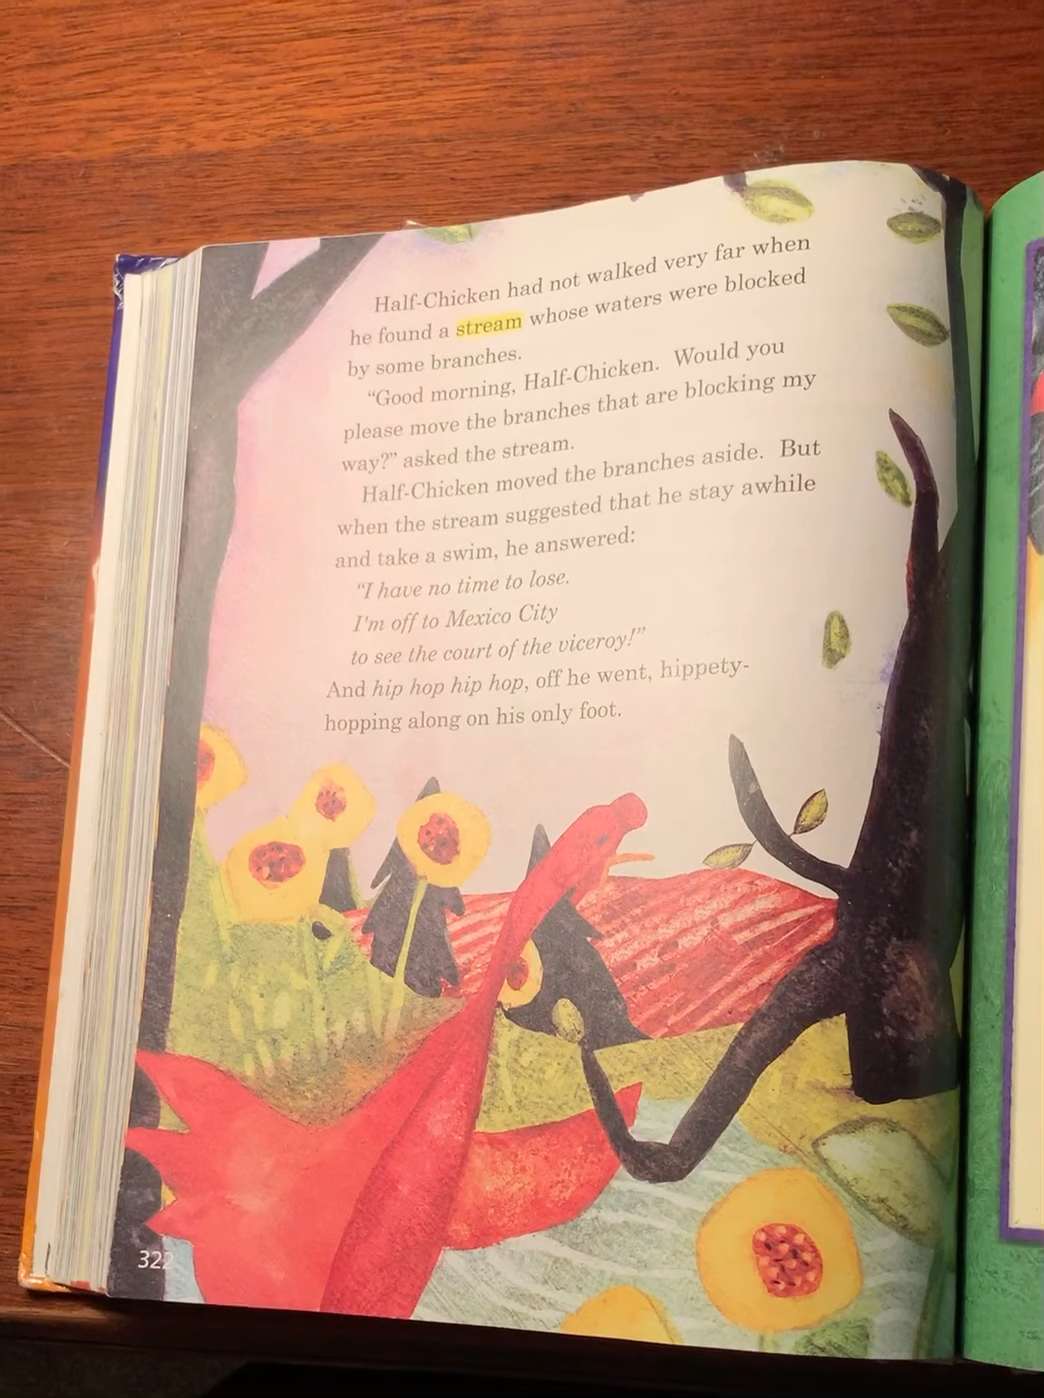 Half-Chicken had not walked very far when
he found a stream whose waters were blocked
by some branches.
“Good morning, Half-Chicken. Would you
please move the branches that are blocking my
way?” asked the stream.
Half-Chicken moved the branches aside. But
when the stream suggested that he stay awhile
and take a swim, he answered:
“I have no time to lose.
I'm off to Mexico City
to see the court of the viceroy!”
And hip hop hip hop, off he went, hippety-
hopping along on his only foot.
322